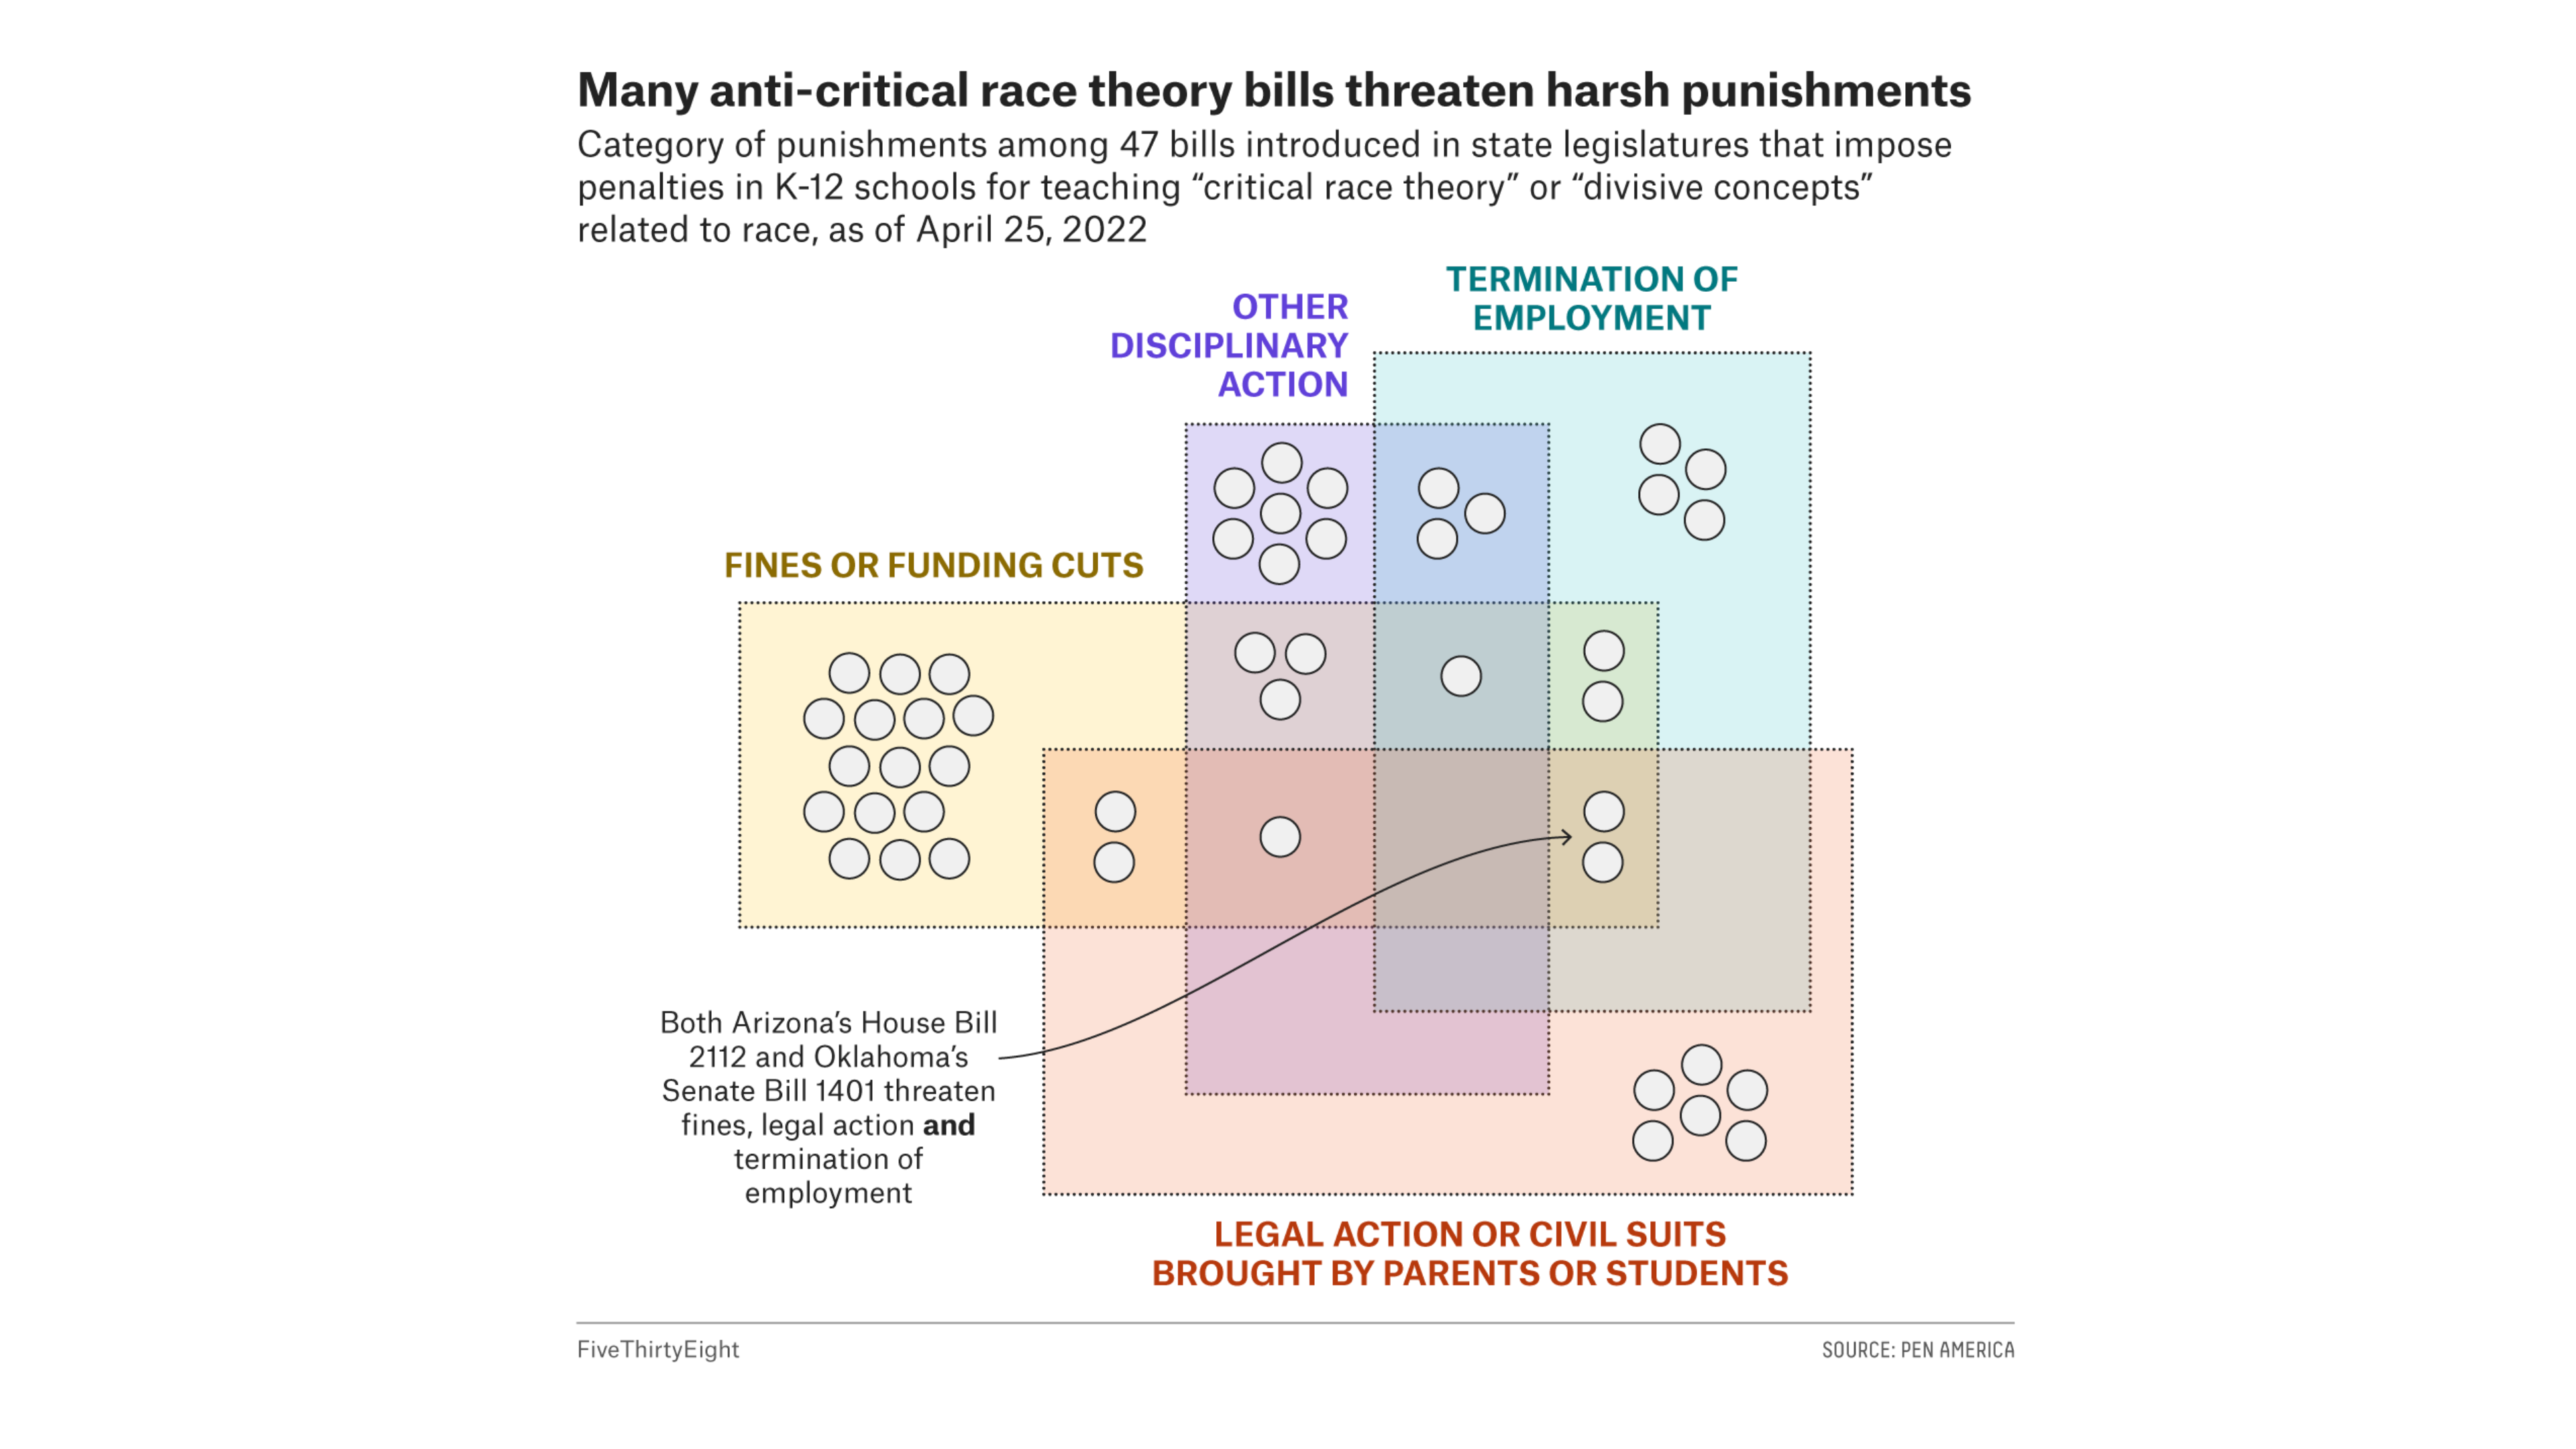 Many anti-critical race theory bills threaten harsh punishments
Category of punishments among 47 bills introduced in state legislatures that impose
penalties in K-12 schools for teaching “critical race theory” or “divisive concepts”
related to race, as of April 25, 2022
TERMINATION OF
EMPLOYMENT
OTHER
DISCIPLINARY
ACTION
FINES OR FUNDING CUTS
Both Arizona’s House Bill
2112 and Oklahoma’s
Senate Bill 1401 threaten
fines, legal action and
termination of
employment
LEGAL ACTION OR CIVIL SUITS
BROUGHT BY PARENTS OR STUDENTS
FiveThirtyEight
SOURCE: PEN AMERICA